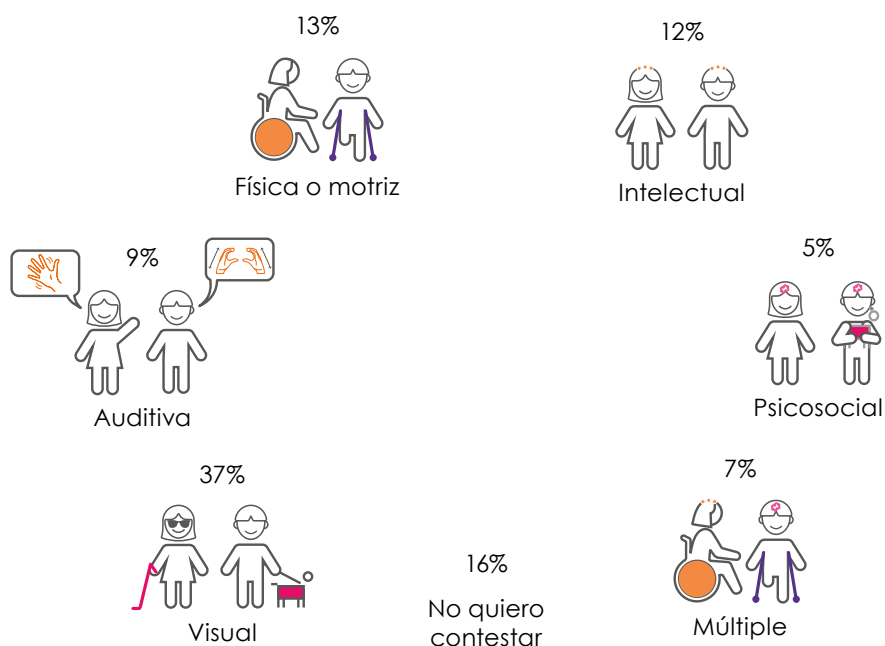 13%
Física o motriz
12%
Intelectual
9%
Auditiva
5%
Psicosocial
37%
Visual
16%
No quiero
contestar
7%
Múltiple